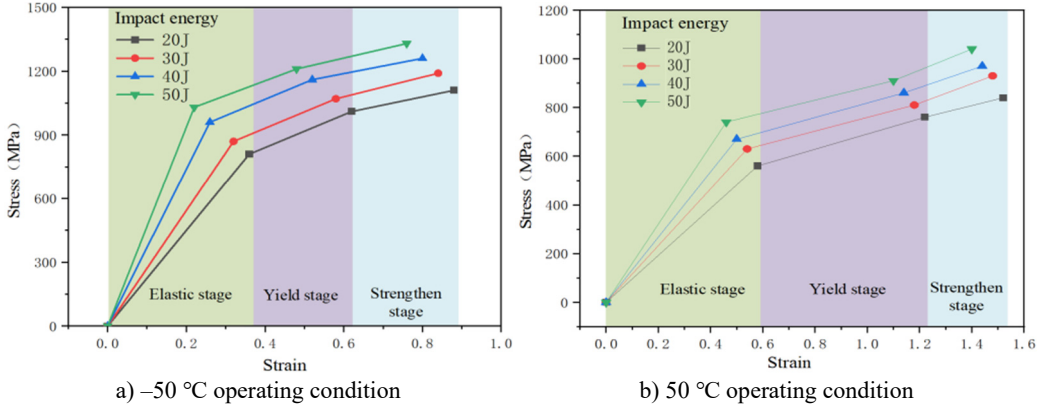 1500
1200
900
600
300
0
Stress（MPa）
Impact energy
20J
30J
40J
50J
Elastic stage
Yield stage
Strengthen
stage
0.0 0.2 0.4 0.6 0.8 1.0
Strain
a) –50 ℃ operating condition
1200
1000
800
600
400
200
0
Stress（MPa）
Impact energy
20J
30J
40J
50J
Elastic stage
Yield stage
Strengthen
stage
0.0 0.2 0.4 0.6 0.8 1.0 1.2 1.4 1.6
Strain
b) 50 ℃ operating condition